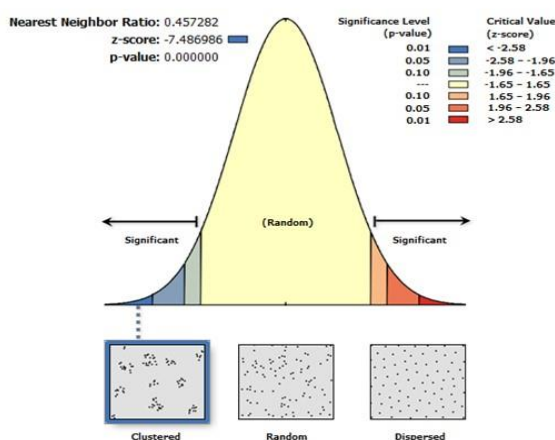 Nearest Neighbor Ratio: 0.457282
z-score: -7.486986
p-value: 0.000000
Significance Level
(p-value)
Critical Value
(z-score)
0.01 < -2.58
0.05 -2.58 – -1.96
0.10 -1.96 – -1.65
--- -1.65 – 1.65
0.10 1.65 – 1.96
0.05 1.96 – 2.58
0.01 > 2.58
Significant
(Random)
Significant
Clustered
Random
Dispersed